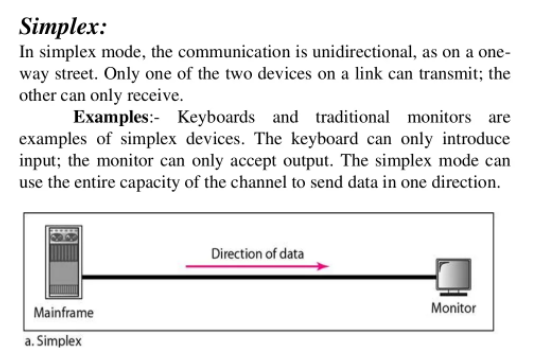 Simplex:
In simplex mode, the communication is unidirectional, as on a one-
way street. Only one of the two devices on a link can transmit; the
other can only receive.
Examples:- Keyboards and traditional monitors are
examples of simplex devices. The keyboard can only introduce
input; the monitor can only accept output. The simplex mode can
use the entire capacity of the channel to send data in one direction.
Direction of data
Mainframe
Monitor
a. Simplex